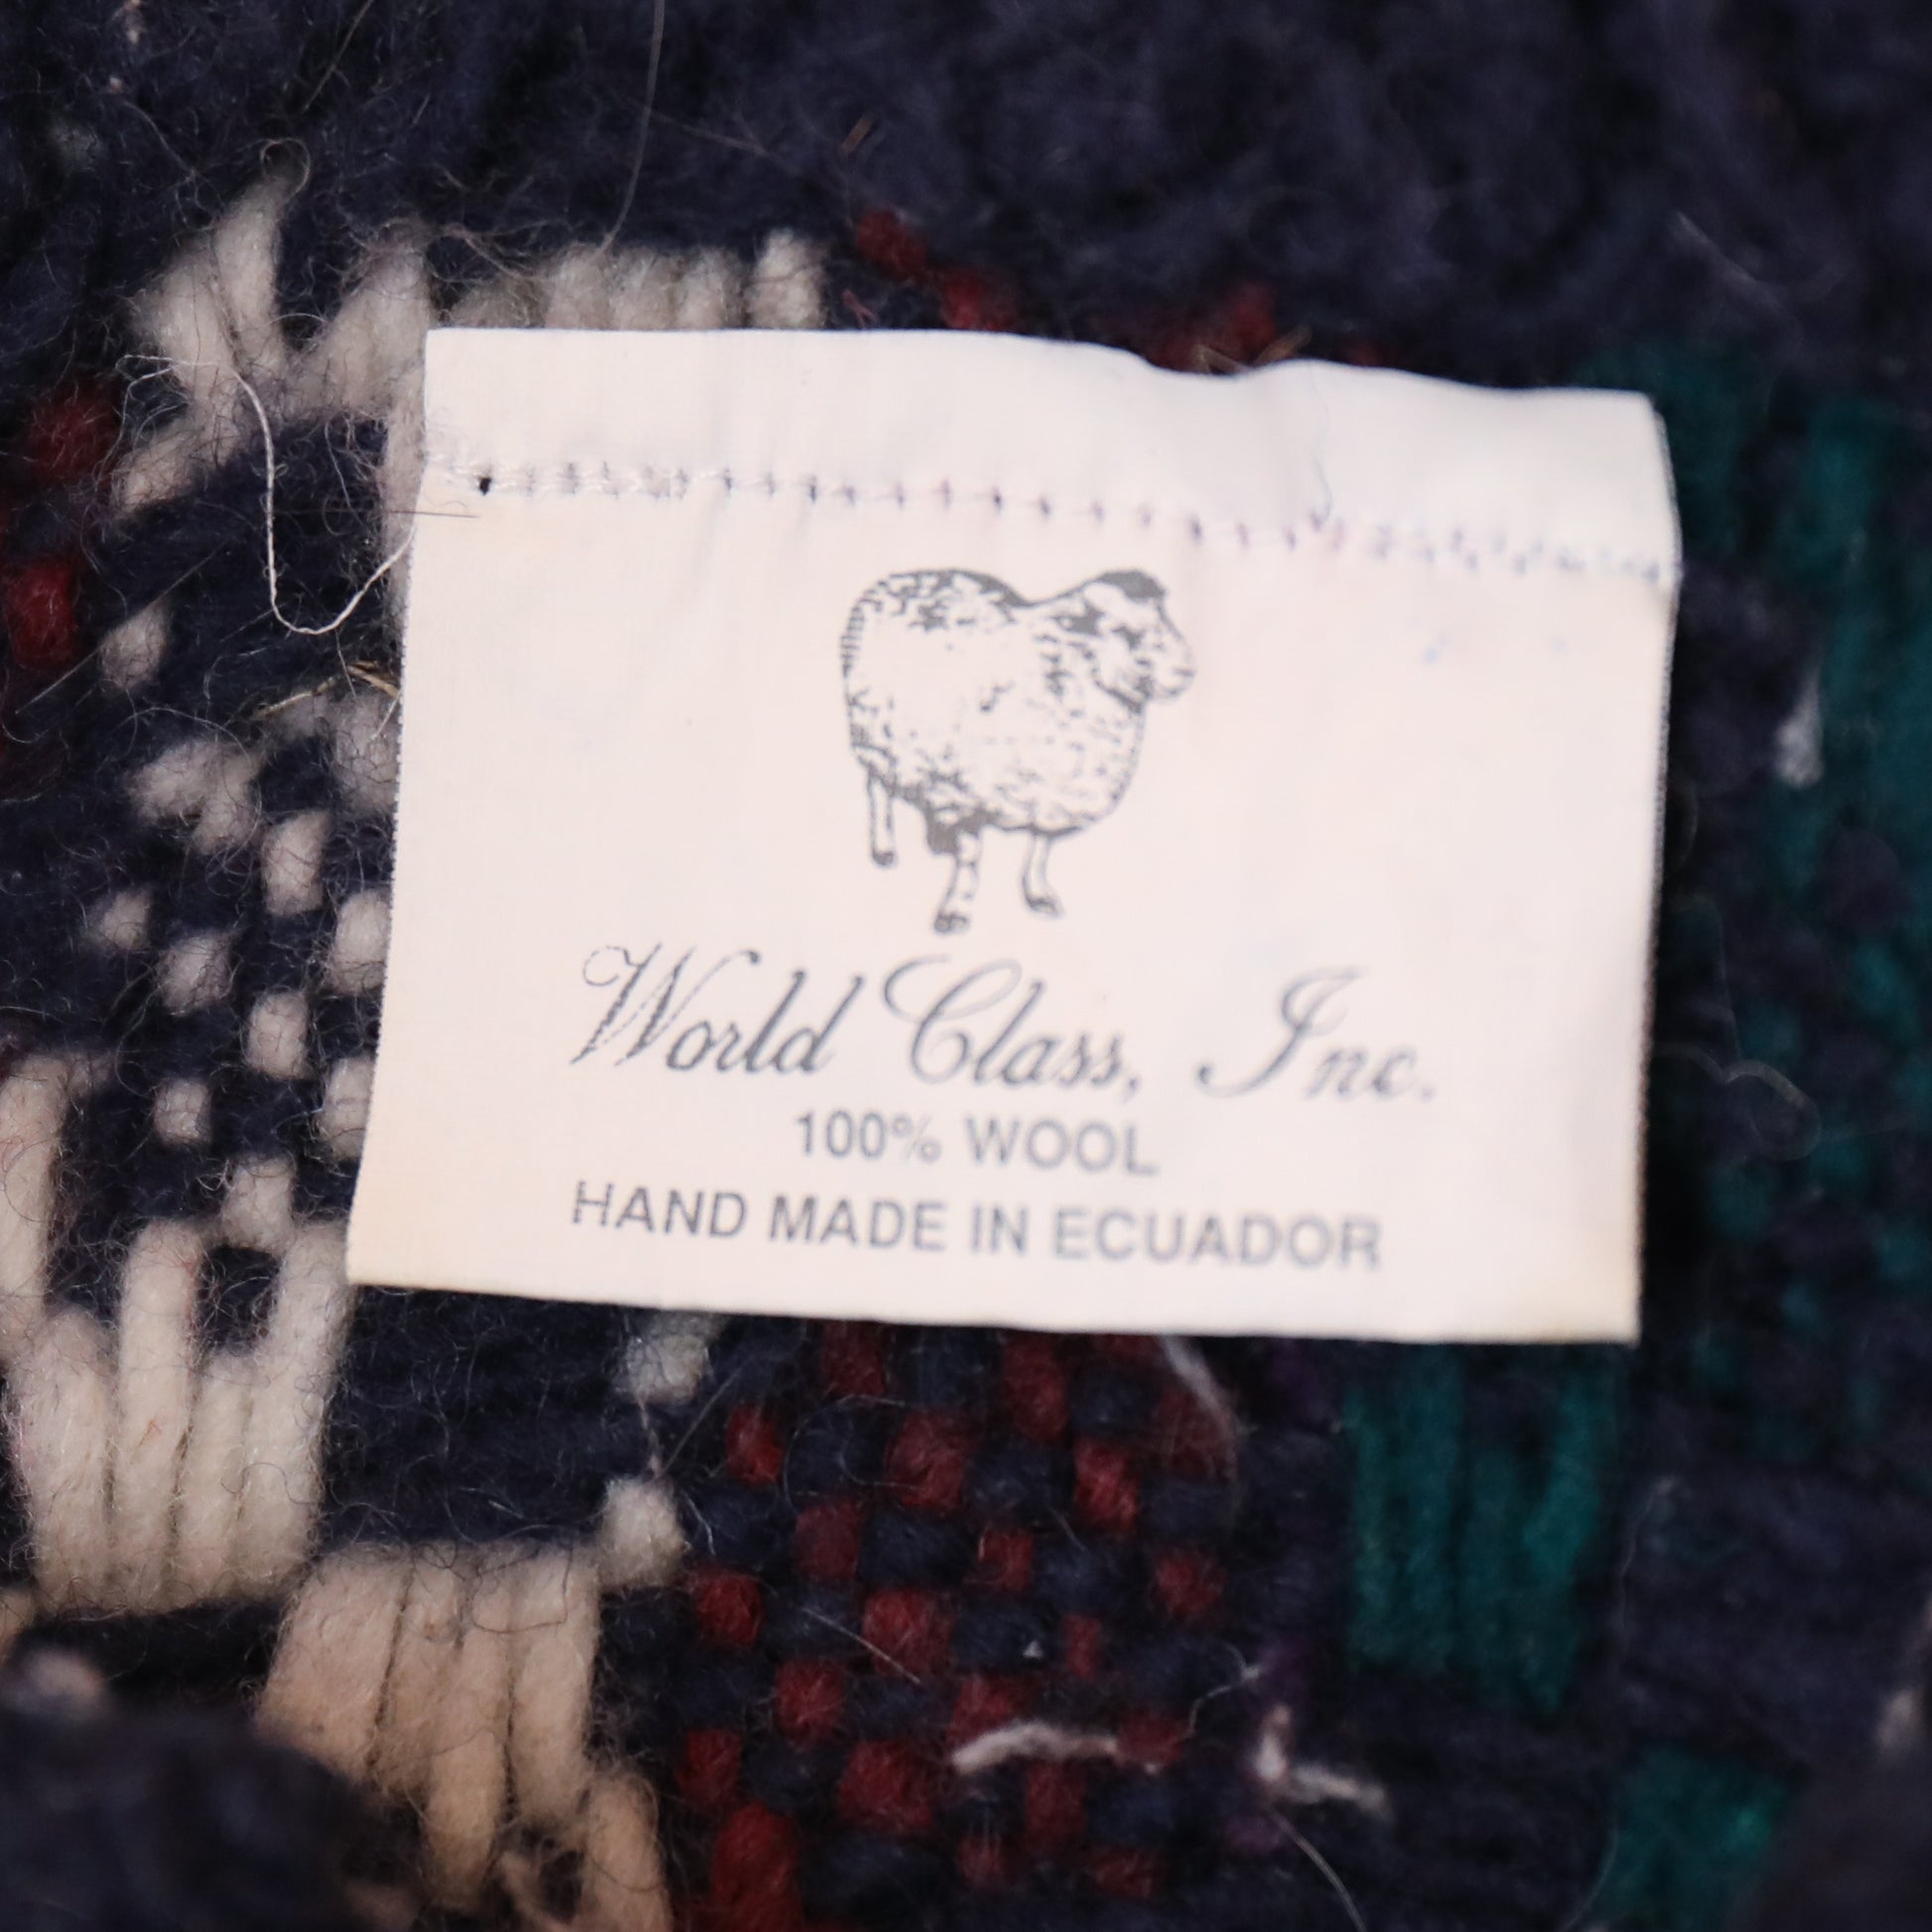 World Class, Inc.
100% WOOL
HAND MADE IN ECUADOR